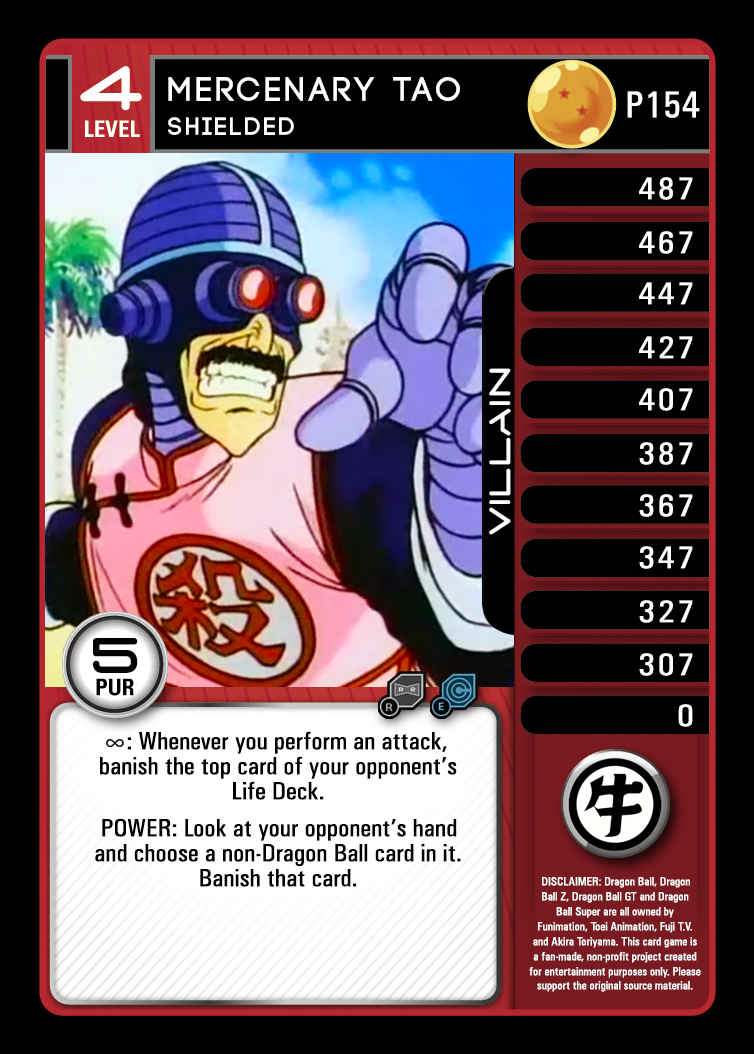 4
LEVEL
MERCENARY TAO
SHIELDED
P154
487
467
447
427
407
387
367
347
327
307
0
VILLAIN
殺
5
PUR
R
E
∞: Whenever you perform an attack,
banish the top card of your opponent's
Life Deck.
POWER: Look at your opponent's hand
and choose a non-Dragon Ball card in it.
Banish that card.
牛
DISCLAIMER: Dragon Ball, Dragon
Ball Z, Dragon Ball GT and Dragon
Ball Super are all owned by
Funimation, Toei Animation, Fuji T.V.
and Akira Toriyama. This card game is
a fan-made, non-profit project created
for entertainment purposes only. Please
support the original source material.